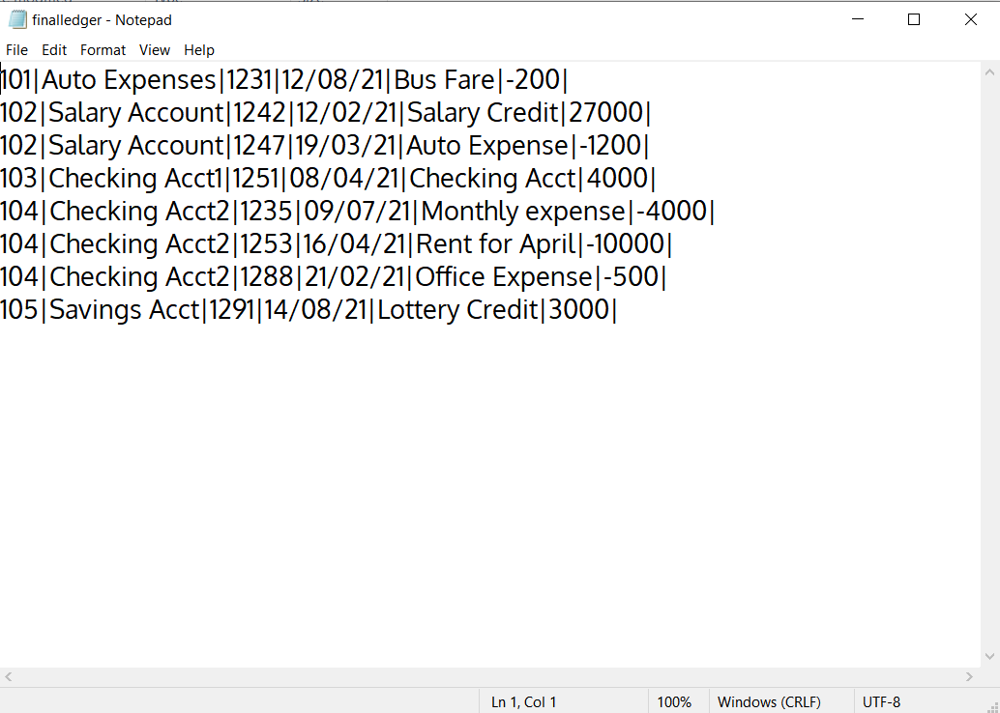 finalledger - Notepad
File Edit Format View Help
101|Auto Expenses|1231|12/08/21|Bus Fare|-200|
102|Salary Account|1242|12/02/21|Salary Credit|27000|
102|Salary Account|1247|19/03/21|Auto Expense|-1200|
103|Checking Acct1|1251|08/04/21|Checking Acct|4000|
104|Checking Acct2|1235|09/07/21|Monthly expense|-4000|
104|Checking Acct2|1253|16/04/21|Rent for April|-10000|
104|Checking Acct2|1288|21/02/21|Office Expense|-500|
105|Savings Acct|1291|14/08/21|Lottery Credit|3000|
Ln 1, Col 1 100% Windows (CRLF) UTF-8